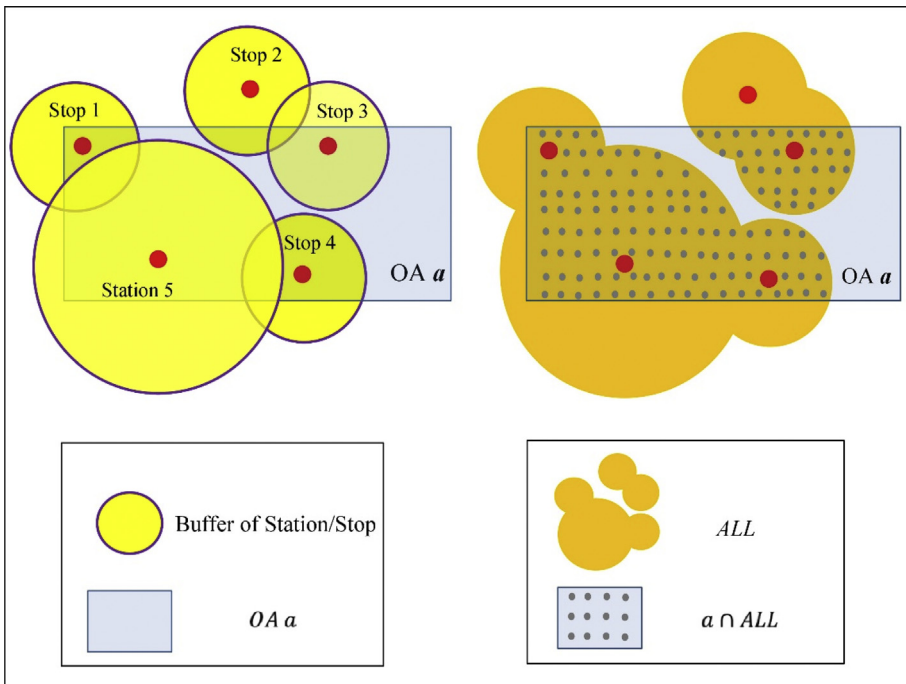 Stop 1
Stop 2
Stop 3
Stop 4
Station 5
OA a
OA a
Buffer of Station/Stop
OA a
ALL
a ∩ ALL